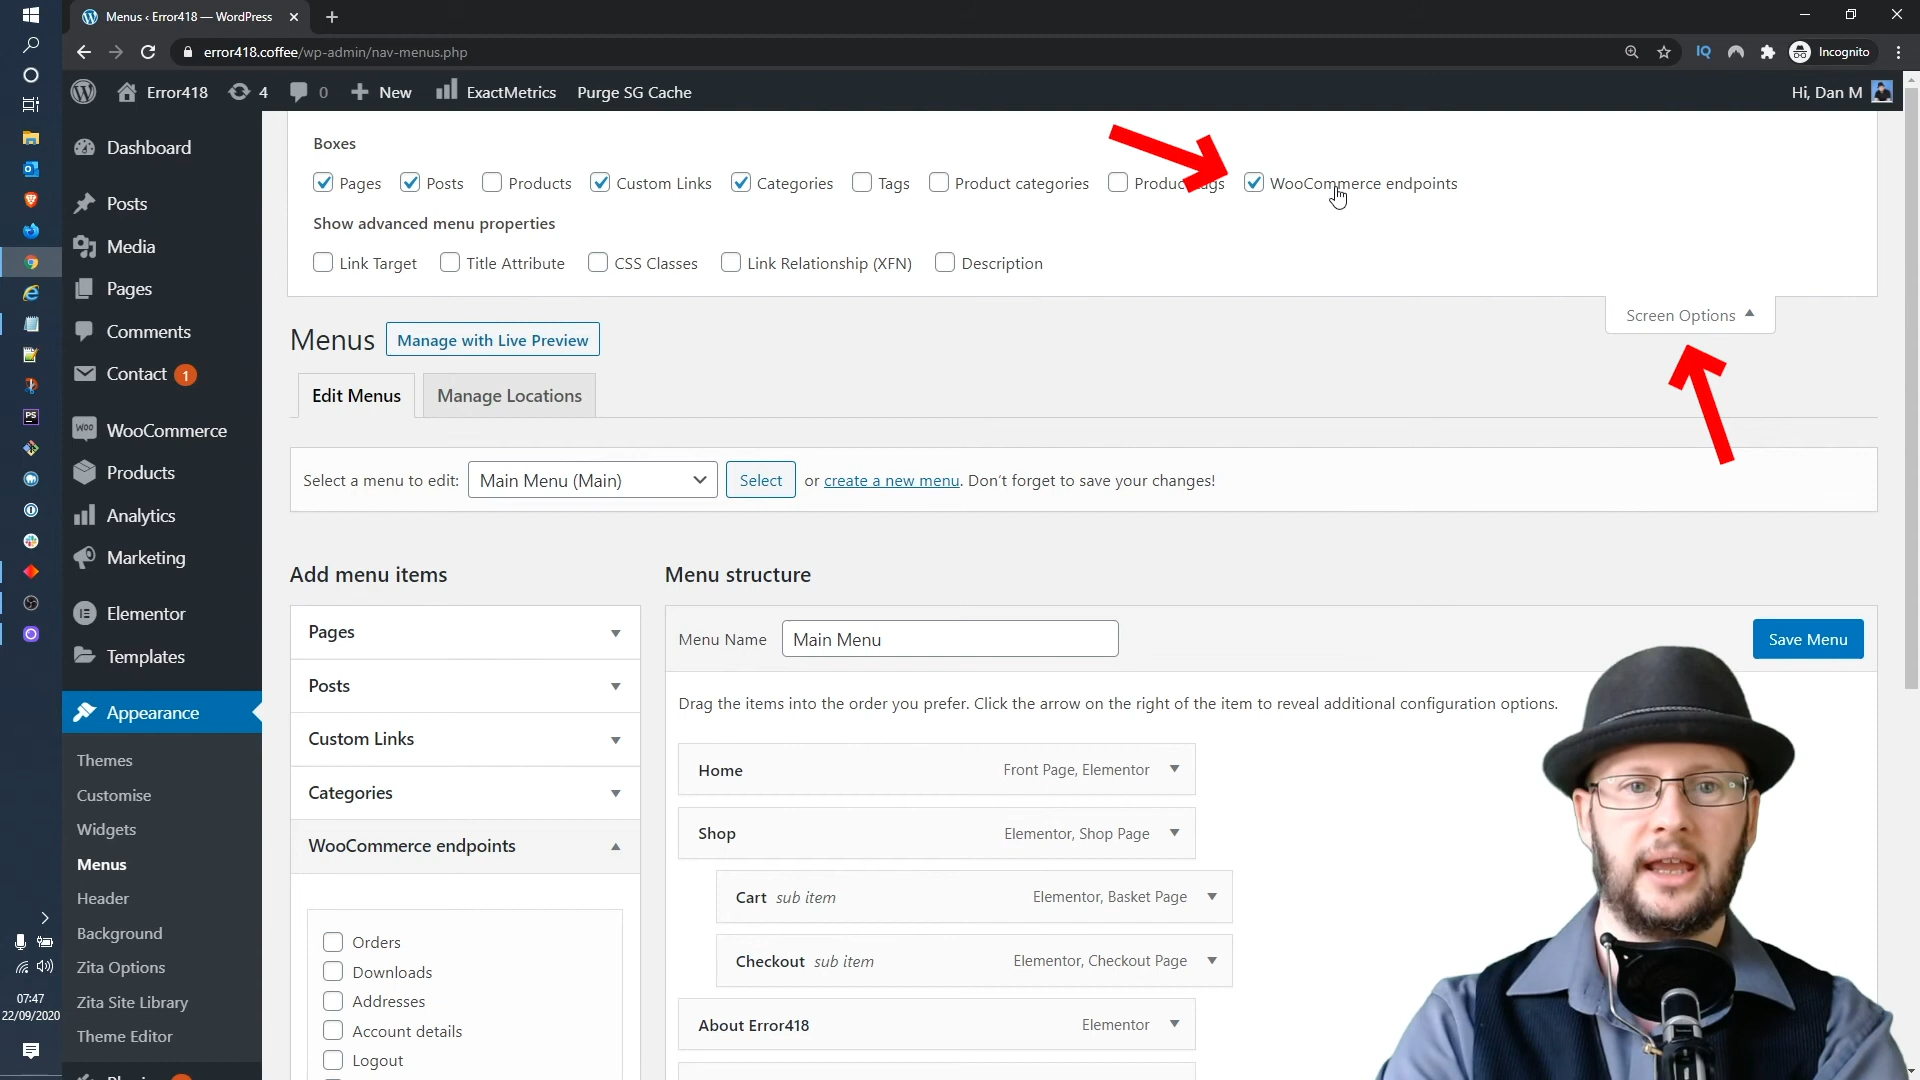 Menus ‹ Error418 — WordPress
error418.coffee/wp-admin/nav-menus.php
IQ
Incognito
Error418 4 0 New ExactMetrics Purge SG Cache
Hi, Dan M
Dashboard
Posts
Media
Pages
Comments
Contact 1
WOO WooCommerce
Products
Analytics
Marketing
Elementor
Templates
Appearance
Themes
Customise
Widgets
Menus
Header
Background
Zita Options
Zita Site Library
Theme Editor
PS
07:47
22/09/2020
Boxes
Pages Posts Products Custom Links Categories Tags Product categories Product tags WooCommerce endpoints
Show advanced menu properties
Link Target Title Attribute CSS Classes Link Relationship (XFN) Description
Screen Options
Menus Manage with Live Preview
Edit Menus Manage Locations
Select a menu to edit: Main Menu (Main) Select or create a new menu. Don’t forget to save your changes!
Add menu items
Pages
Posts
Custom Links
Categories
WooCommerce endpoints
Orders
Downloads
Addresses
Account details
Logout
Menu structure
Menu Name Main Menu
Save Menu
Drag the items into the order you prefer. Click the arrow on the right of the item to reveal additional configuration options.
Home Front Page, Elementor
Shop Elementor, Shop Page
Cart sub item Elementor, Basket Page
Checkout sub item Elementor, Checkout Page
About Error418 Elementor